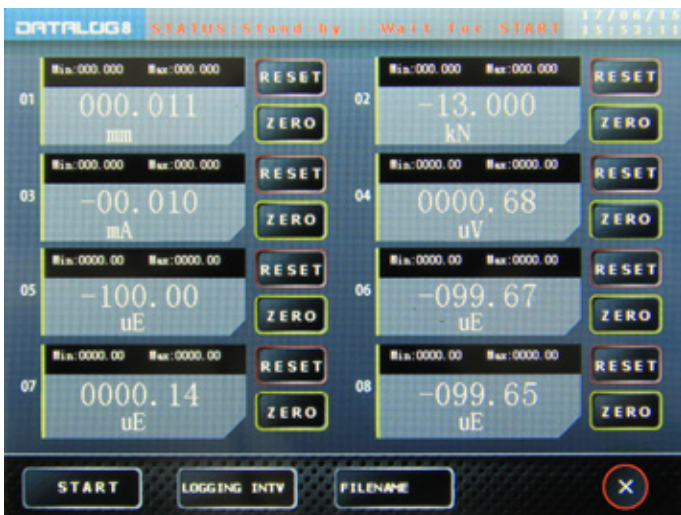 DATALOG8 STATUS:Stand-by - Wait for START 17/06/15
15:53:11
01 Min:000.000 Max:000.000 RESET
000.011 ZERO
mm
02 Min:000.000 Max:000.000 RESET
-13.000 ZERO
kN
03 Min:000.000 Max:000.000 RESET
-00.010 ZERO
mA
04 Min:0000.00 Max:0000.00 RESET
0000.68 ZERO
uV
05 Min:0000.00 Max:0000.00 RESET
-100.00 ZERO
uE
06 Min:0000.00 Max:0000.00 RESET
-099.67 ZERO
uE
07 Min:0000.00 Max:0000.00 RESET
0000.14 ZERO
uE
08 Min:0000.00 Max:0000.00 RESET
-099.65 ZERO
uE
START LOGGING INTV FILENAME X